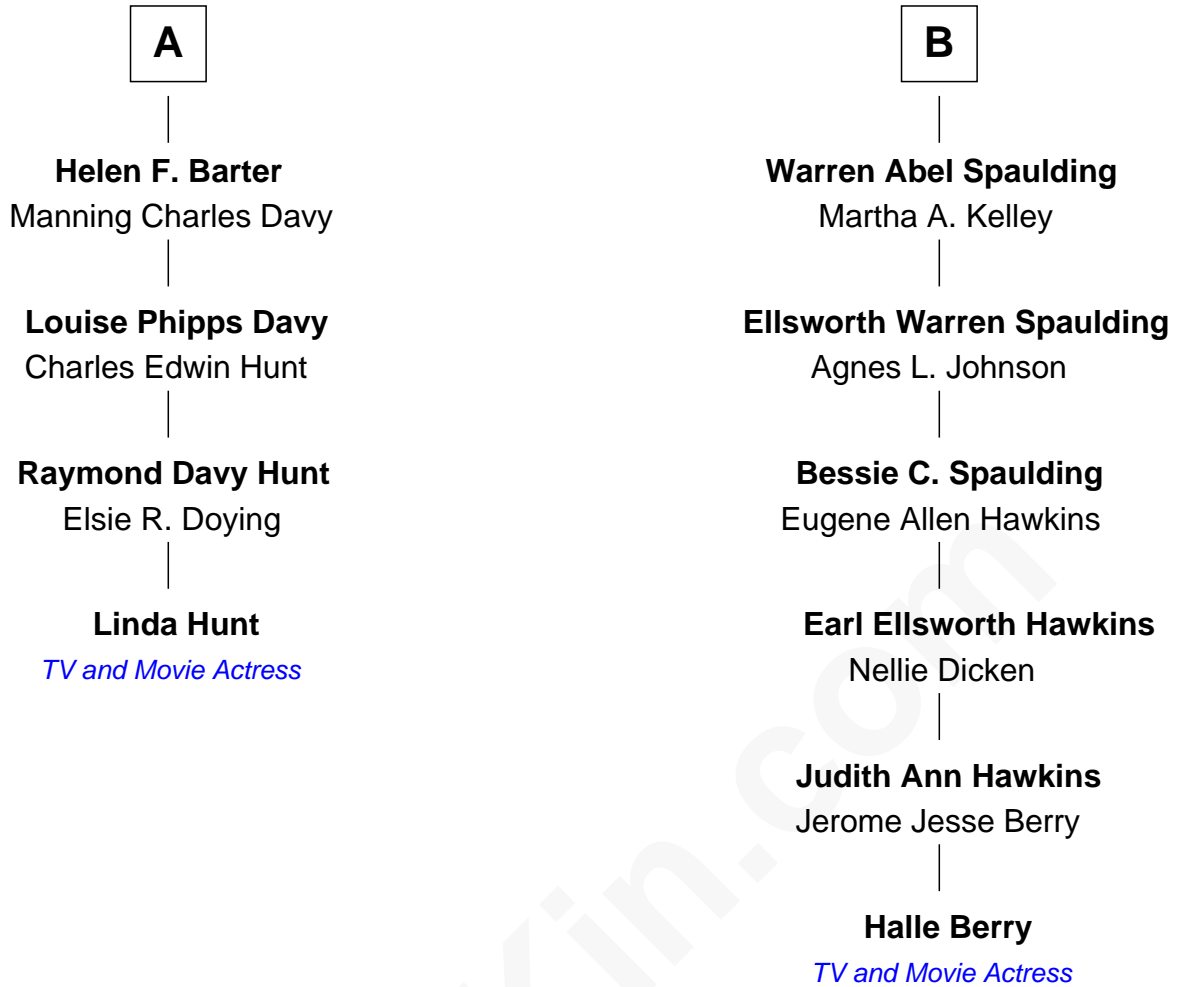 A
Helen F. Barter
Manning Charles Davy
Louise Phipps Davy
Charles Edwin Hunt
Raymond Davy Hunt
Elsie R. Doying
Linda Hunt
TV and Movie Actress
B
Warren Abel Spaulding
Martha A. Kelley
Ellsworth Warren Spaulding
Agnes L. Johnson
Bessie C. Spaulding
Eugene Allen Hawkins
Earl Ellsworth Hawkins
Nellie Dicken
Judith Ann Hawkins
Jerome Jesse Berry
Halle Berry
TV and Movie Actress
Kin.com